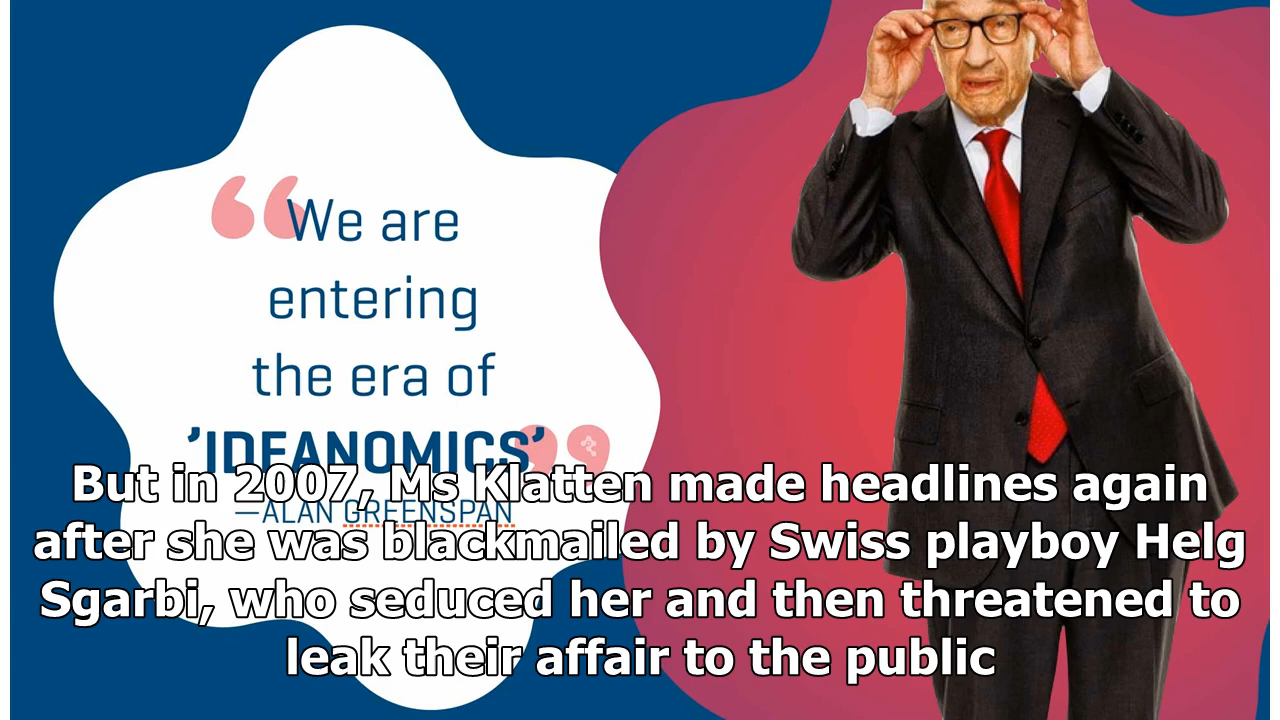 “We are
entering
the era of
’IDEANOMICS’”
—ALAN GREENSPAN
But in 2007, Ms Klatten made headlines again
after she was blackmailed by Swiss playboy Helg
Sgarbi, who seduced her and then threatened to
leak their affair to the public